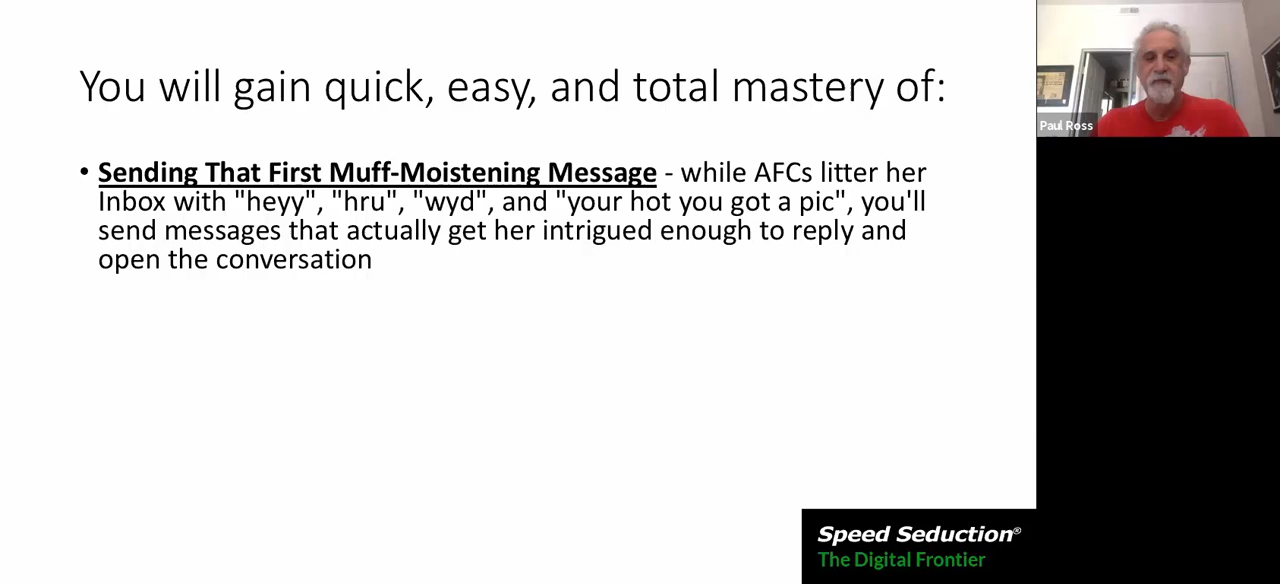 You will gain quick, easy, and total mastery of:
• Sending That First Muff-Moistening Message - while AFCs litter her
Inbox with "heyy", "hru", "wyd", and "your hot you got a pic", you'll
send messages that actually get her intrigued enough to reply and
open the conversation
Paul Ross
Speed Seduction®
The Digital Frontier